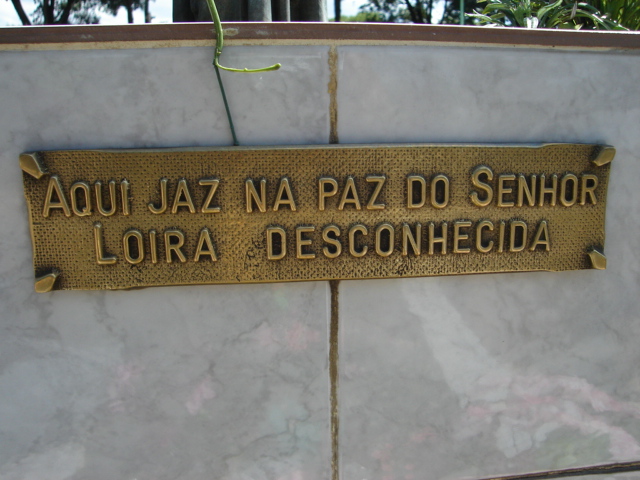 AQUI JAZ NA PAZ DO SENHOR
LOIRA DESCONHECIDA